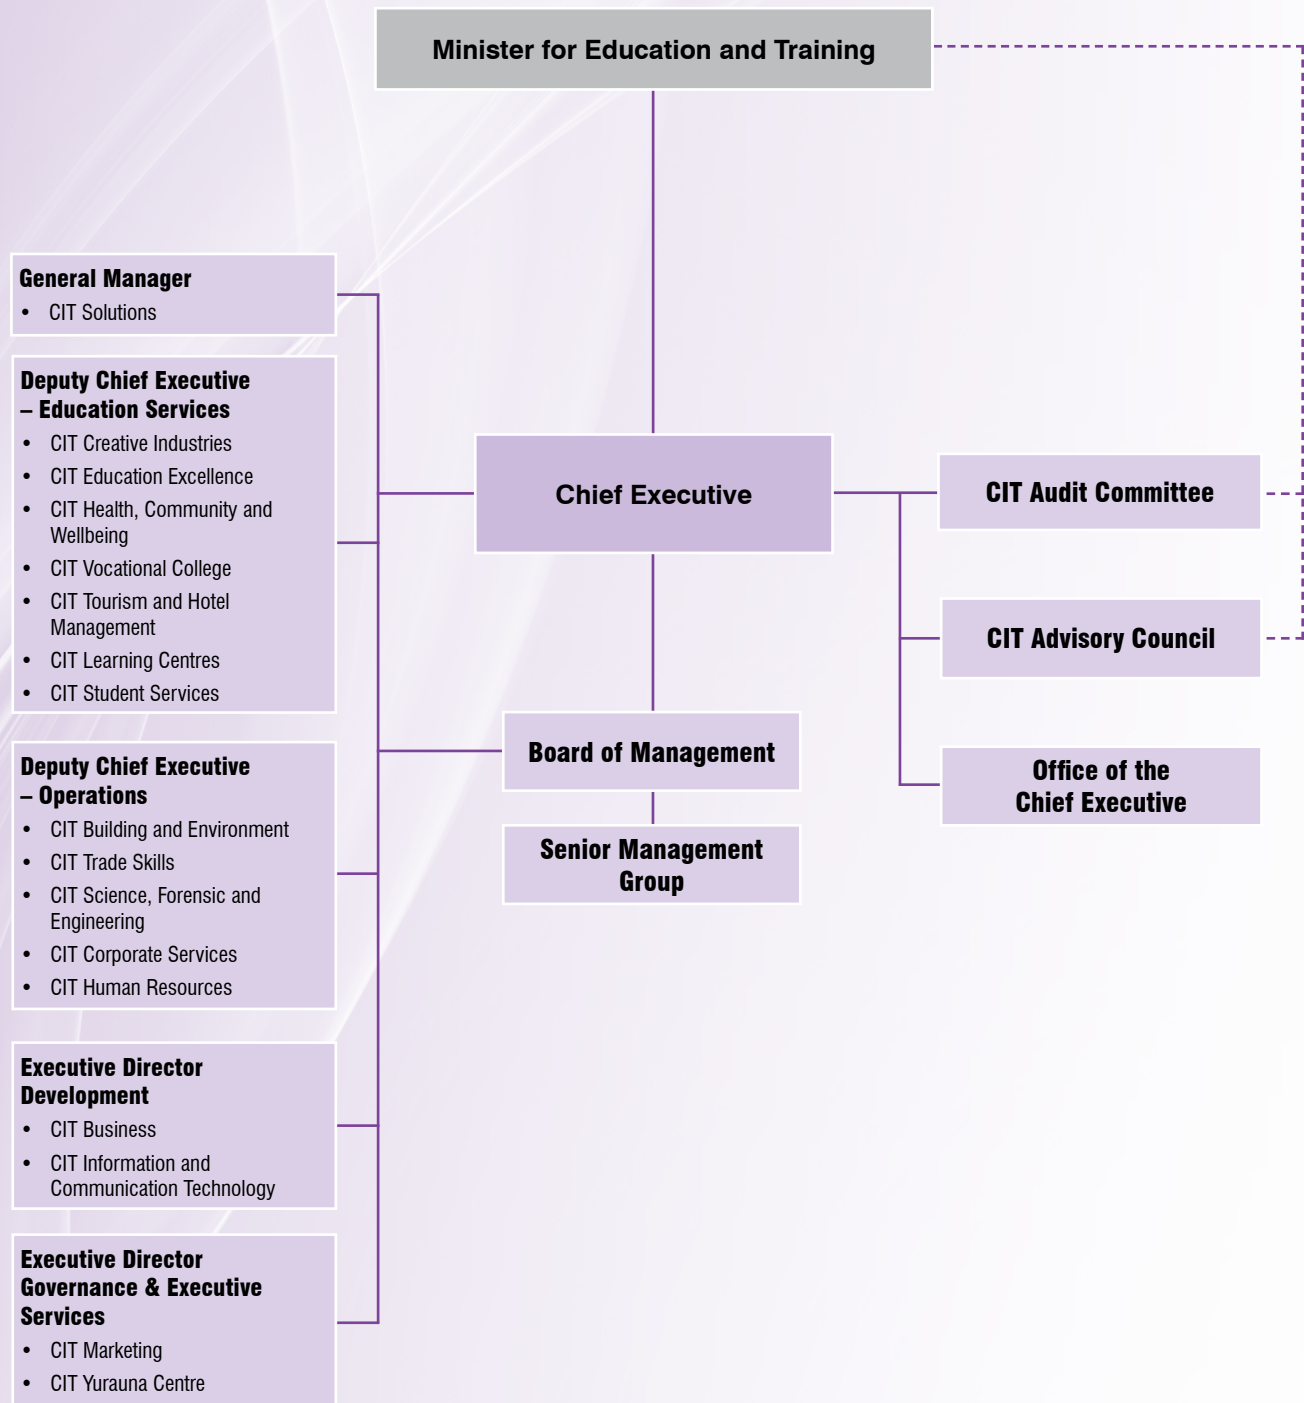 Minister for Education and Training
General Manager
• CIT Solutions
Deputy Chief Executive
– Education Services
• CIT Creative Industries
• CIT Education Excellence
• CIT Health, Community and
Wellbeing
• CIT Vocational College
• CIT Tourism and Hotel
Management
• CIT Learning Centres
• CIT Student Services
Deputy Chief Executive
– Operations
• CIT Building and Environment
• CIT Trade Skills
• CIT Science, Forensic and
Engineering
• CIT Corporate Services
• CIT Human Resources
Executive Director
Development
• CIT Business
• CIT Information and
Communication Technology
Executive Director
Governance & Executive
Services
• CIT Marketing
• CIT Yurauna Centre
Chief Executive
Board of Management
Senior Management
Group
CIT Audit Committee
CIT Advisory Council
Office of the
Chief Executive